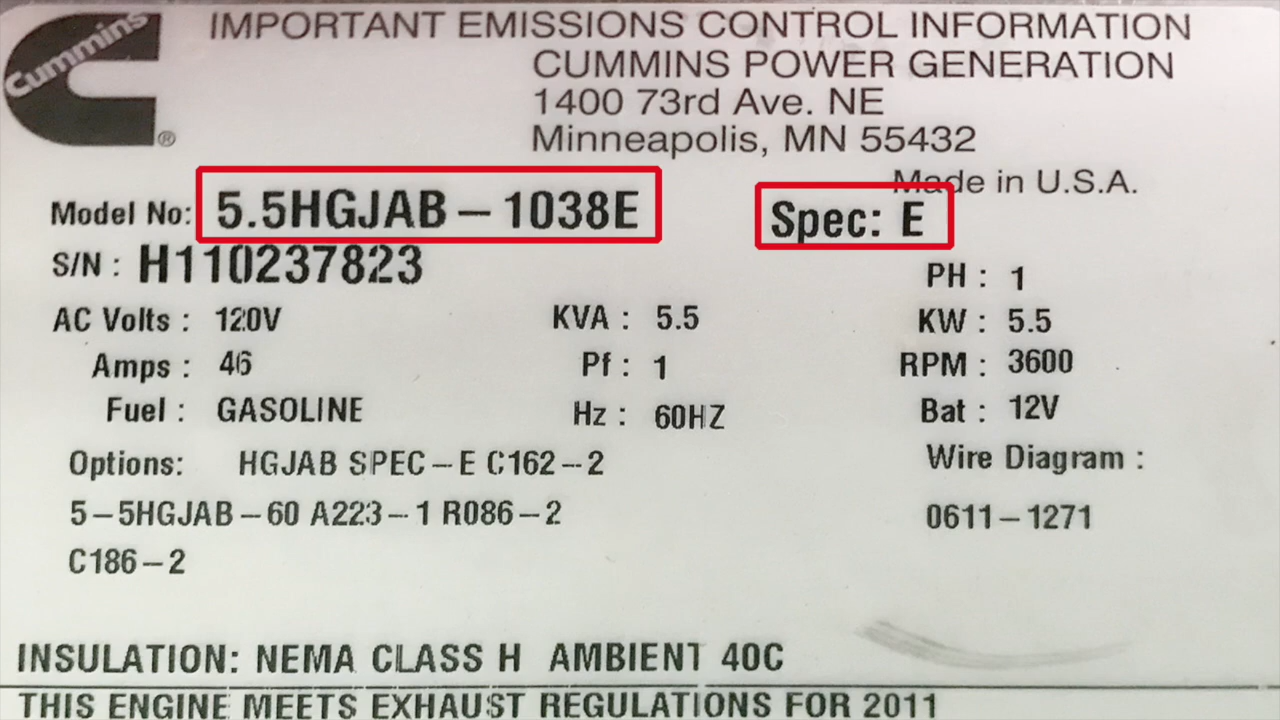 Cummins ®
IMPORTANT EMISSIONS CONTROL INFORMATION
CUMMINS POWER GENERATION
1400 73rd Ave. NE
Minneapolis, MN 55432
Made in U.S.A.
Model No: 5.5HGJAB – 1038E Spec: E
S/N : H110237823
PH : 1
AC Volts : 120V KVA : 5.5 KW : 5.5
Amps : 46 Pf : 1 RPM : 3600
Fuel : GASOLINE Hz : 60HZ Bat : 12V
Options: HGJAB SPEC–E C162–2 Wire Diagram :
5–5HGJAB–60 A223–1 R086–2 0611–1271
C186–2
INSULATION: NEMA CLASS H AMBIENT 40C
THIS ENGINE MEETS EXHAUST REGULATIONS FOR 2011